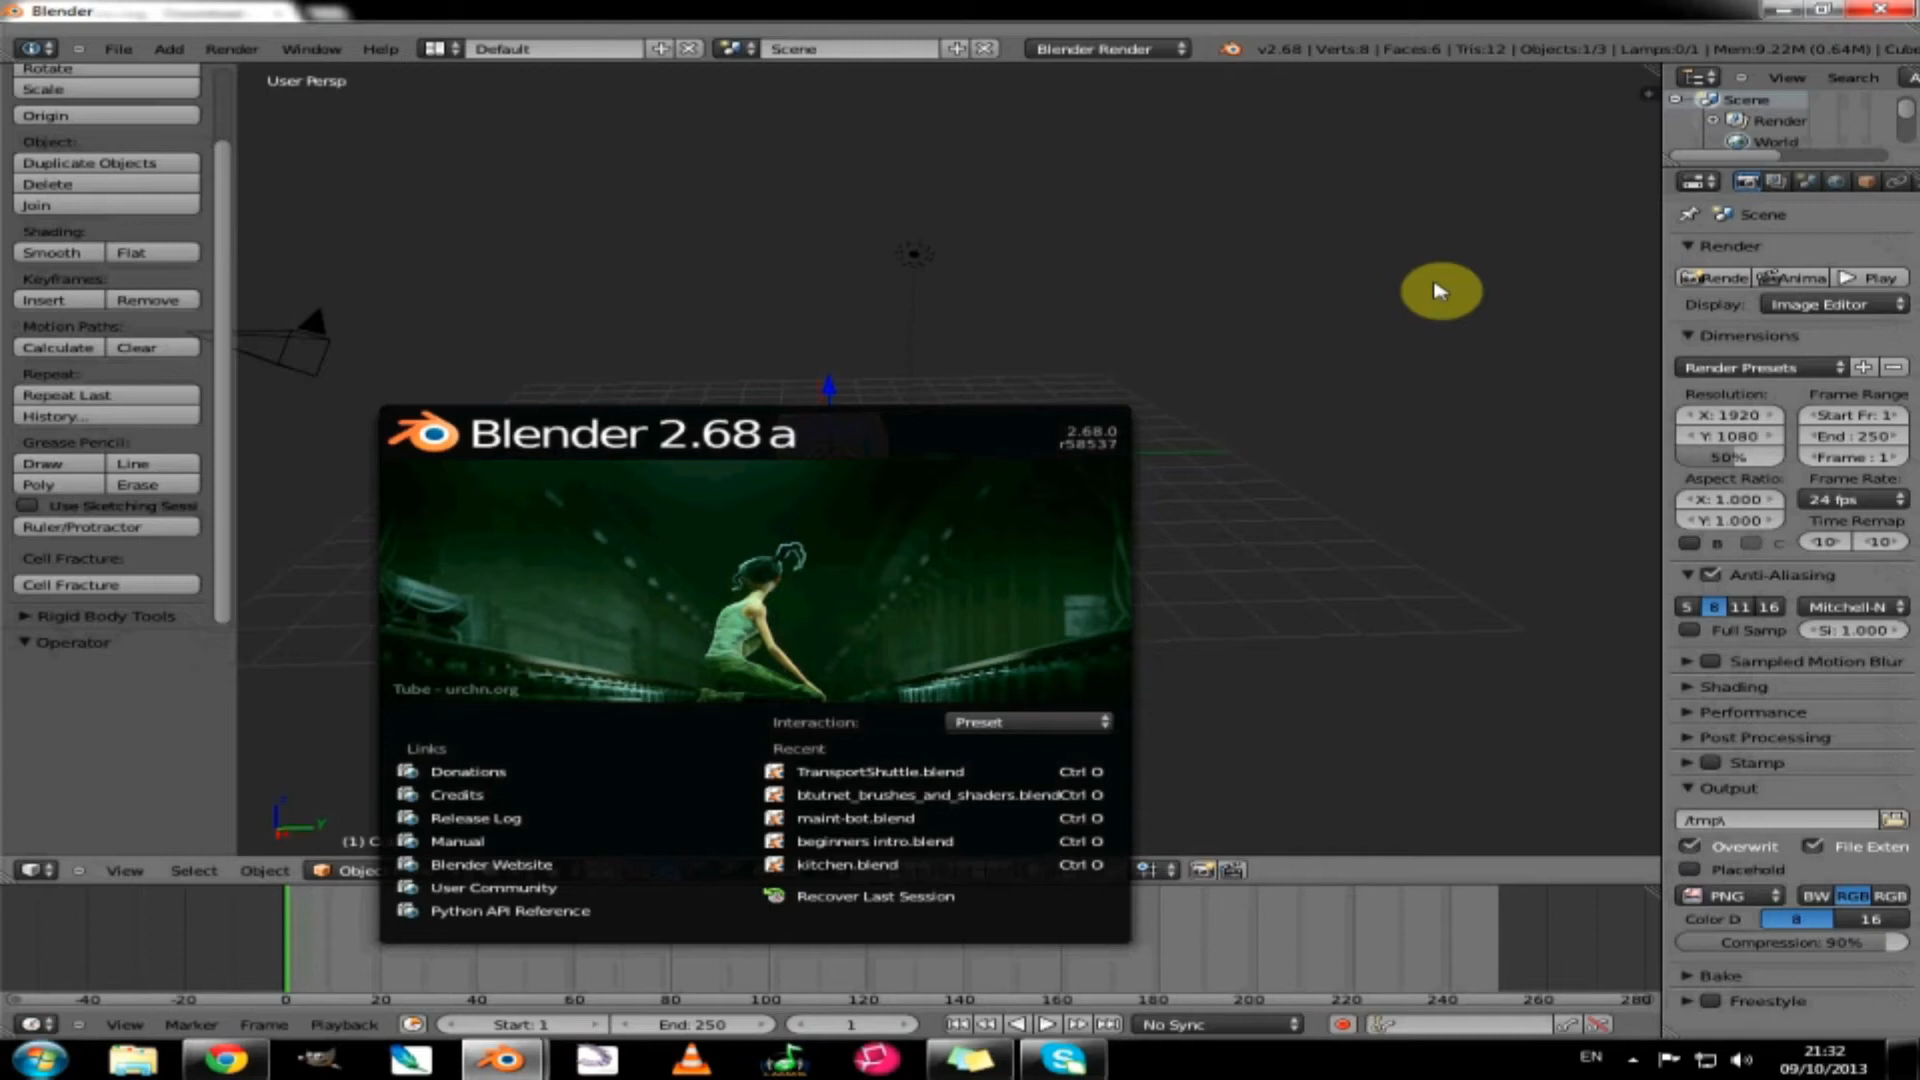 Blender
File Add Render Window Help Default Scene Blender Render v2.68 | Verts:8 | Faces:6 | Tris:12 | Objects:1/3 | Lamps:0/1 | Mem:9.22M (0.64M) | Cube
Rotate
Scale
Origin
Object:
Duplicate Objects
Delete
Join
Shading:
Smooth Flat
Keyframes:
Insert Remove
Motion Paths:
Calculate Clear
Repeat:
Repeat Last
History...
Grease Pencil:
Draw Line
Poly Erase
Use Sketching Sessi
Ruler/Protractor
Cell Fracture:
Cell Fracture
Rigid Body Tools
Operator
User Persp
Blender 2.68a
2.68.0
r58537
Tube - urchn.org
Interaction: Preset
Links
Donations
Credits
Release Log
Manual
Blender Website
User Community
Python API Reference
Recent
TransportShuttle.blend Ctrl O
btutnet_brushes_and_shaders.blend Ctrl O
maint-bot.blend Ctrl O
beginners intro.blend Ctrl O
kitchen.blend Ctrl O
Recover Last Session
z
Y
(1) C
View Select Object Objec
View Search A
Scene
Render
World
Scene
Render
Rende Anima Play
Display: Image Editor
Dimensions
Render Presets
Resolution: Frame Range
X: 1920 Start Fr: 1
Y: 1080 End : 250
50% Frame : 1
Aspect Ratio: Frame Rate:
X: 1.000 24 fps
Y: 1.000 Time Remap
B C 10 10
Anti-Aliasing
5 8 11 16 Mitchell-N
Full Samp Si: 1.000
Sampled Motion Blur
Shading
Performance
Post Processing
Stamp
Output
/tmp\
Overwrit File Exten
Placehold
PNG BW RGB RGB
Color D 8 16
Compression: 90%
Bake
Freestyle
-40 -20 0 20 40 60 80 100 120 140 160 180 200 220 240 260 280
View Marker Frame Playback Start: 1 End: 250 1 No Sync
EN
21:32
09/10/2013